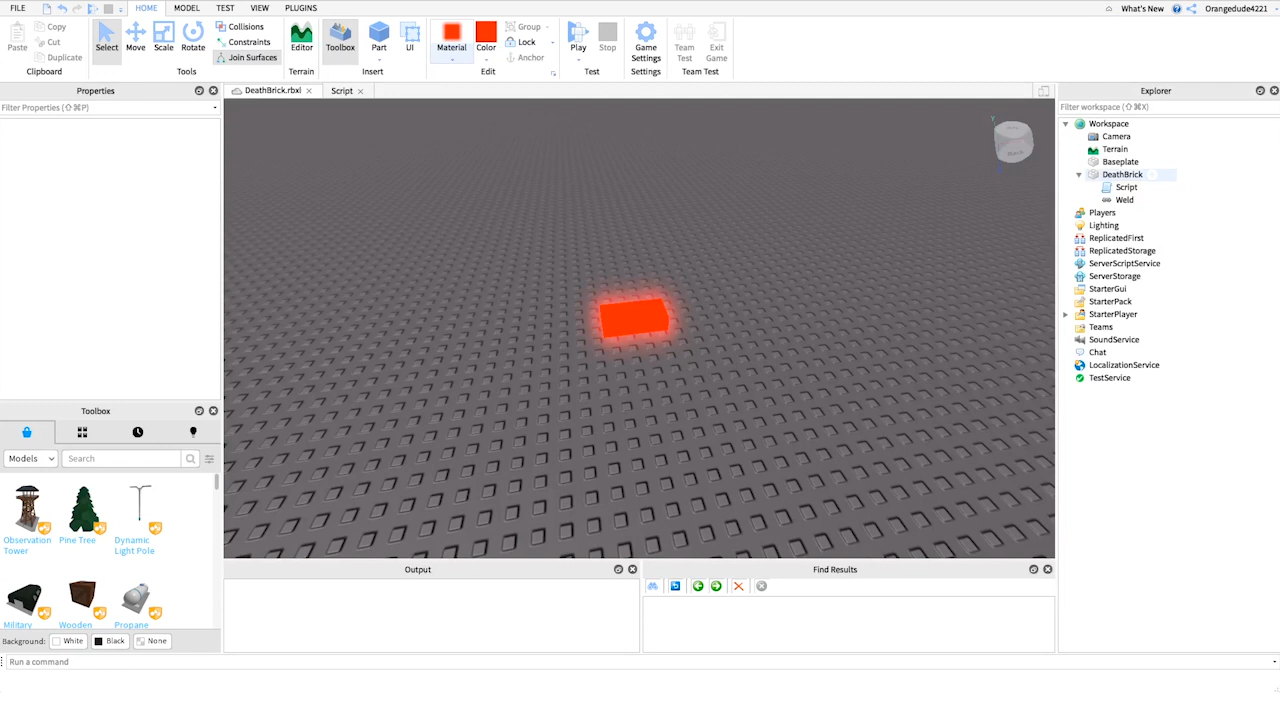 FILE HOME MODEL TEST VIEW PLUGINS What's New Orangedude4221
Paste Copy Cut Duplicate Clipboard
Select Move Scale Rotate Collisions Constraints Join Surfaces Tools
Editor Terrain
Toolbox Part UI Insert
Material Color Group Lock Anchor Edit
Play Stop Test
Game Settings Settings
Team Test Exit Game Team Test
Properties
Filter Properties (⇧⌘P)
DeathBrick.rbxl Script
Y
Explorer
Filter workspace (⇧⌘X)
Workspace
Camera
Terrain
Baseplate
DeathBrick
Script
Weld
Players
Lighting
ReplicatedFirst
ReplicatedStorage
ServerScriptService
ServerStorage
StarterGui
StarterPack
StarterPlayer
Teams
SoundService
Chat
LocalizationService
TestService
Toolbox
Models Search
Observation Tower
Pine Tree
Dynamic Light Pole
Military
Wooden
Propane
Background: White Black None
Output
Find Results
Run a command